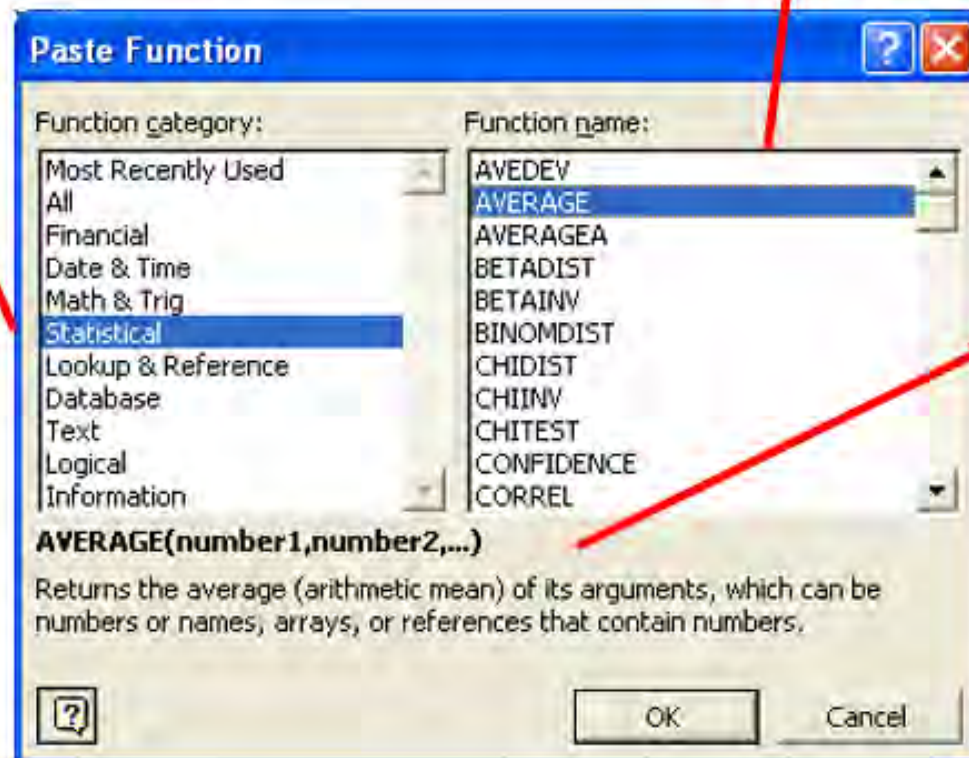 Paste Function
Function category:
Most Recently Used
All
Financial
Date & Time
Math & Trig
Statistical
Lookup & Reference
Database
Text
Logical
Information
Function name:
AVEDEV
AVERAGE
AVERAGEA
BETADIST
BETAINV
BINOMDIST
CHIDIST
CHIINV
CHITEST
CONFIDENCE
CORREL
AVERAGE(number1,number2,...)
Returns the average (arithmetic mean) of its arguments, which can be
numbers or names, arrays, or references that contain numbers.
OK
Cancel